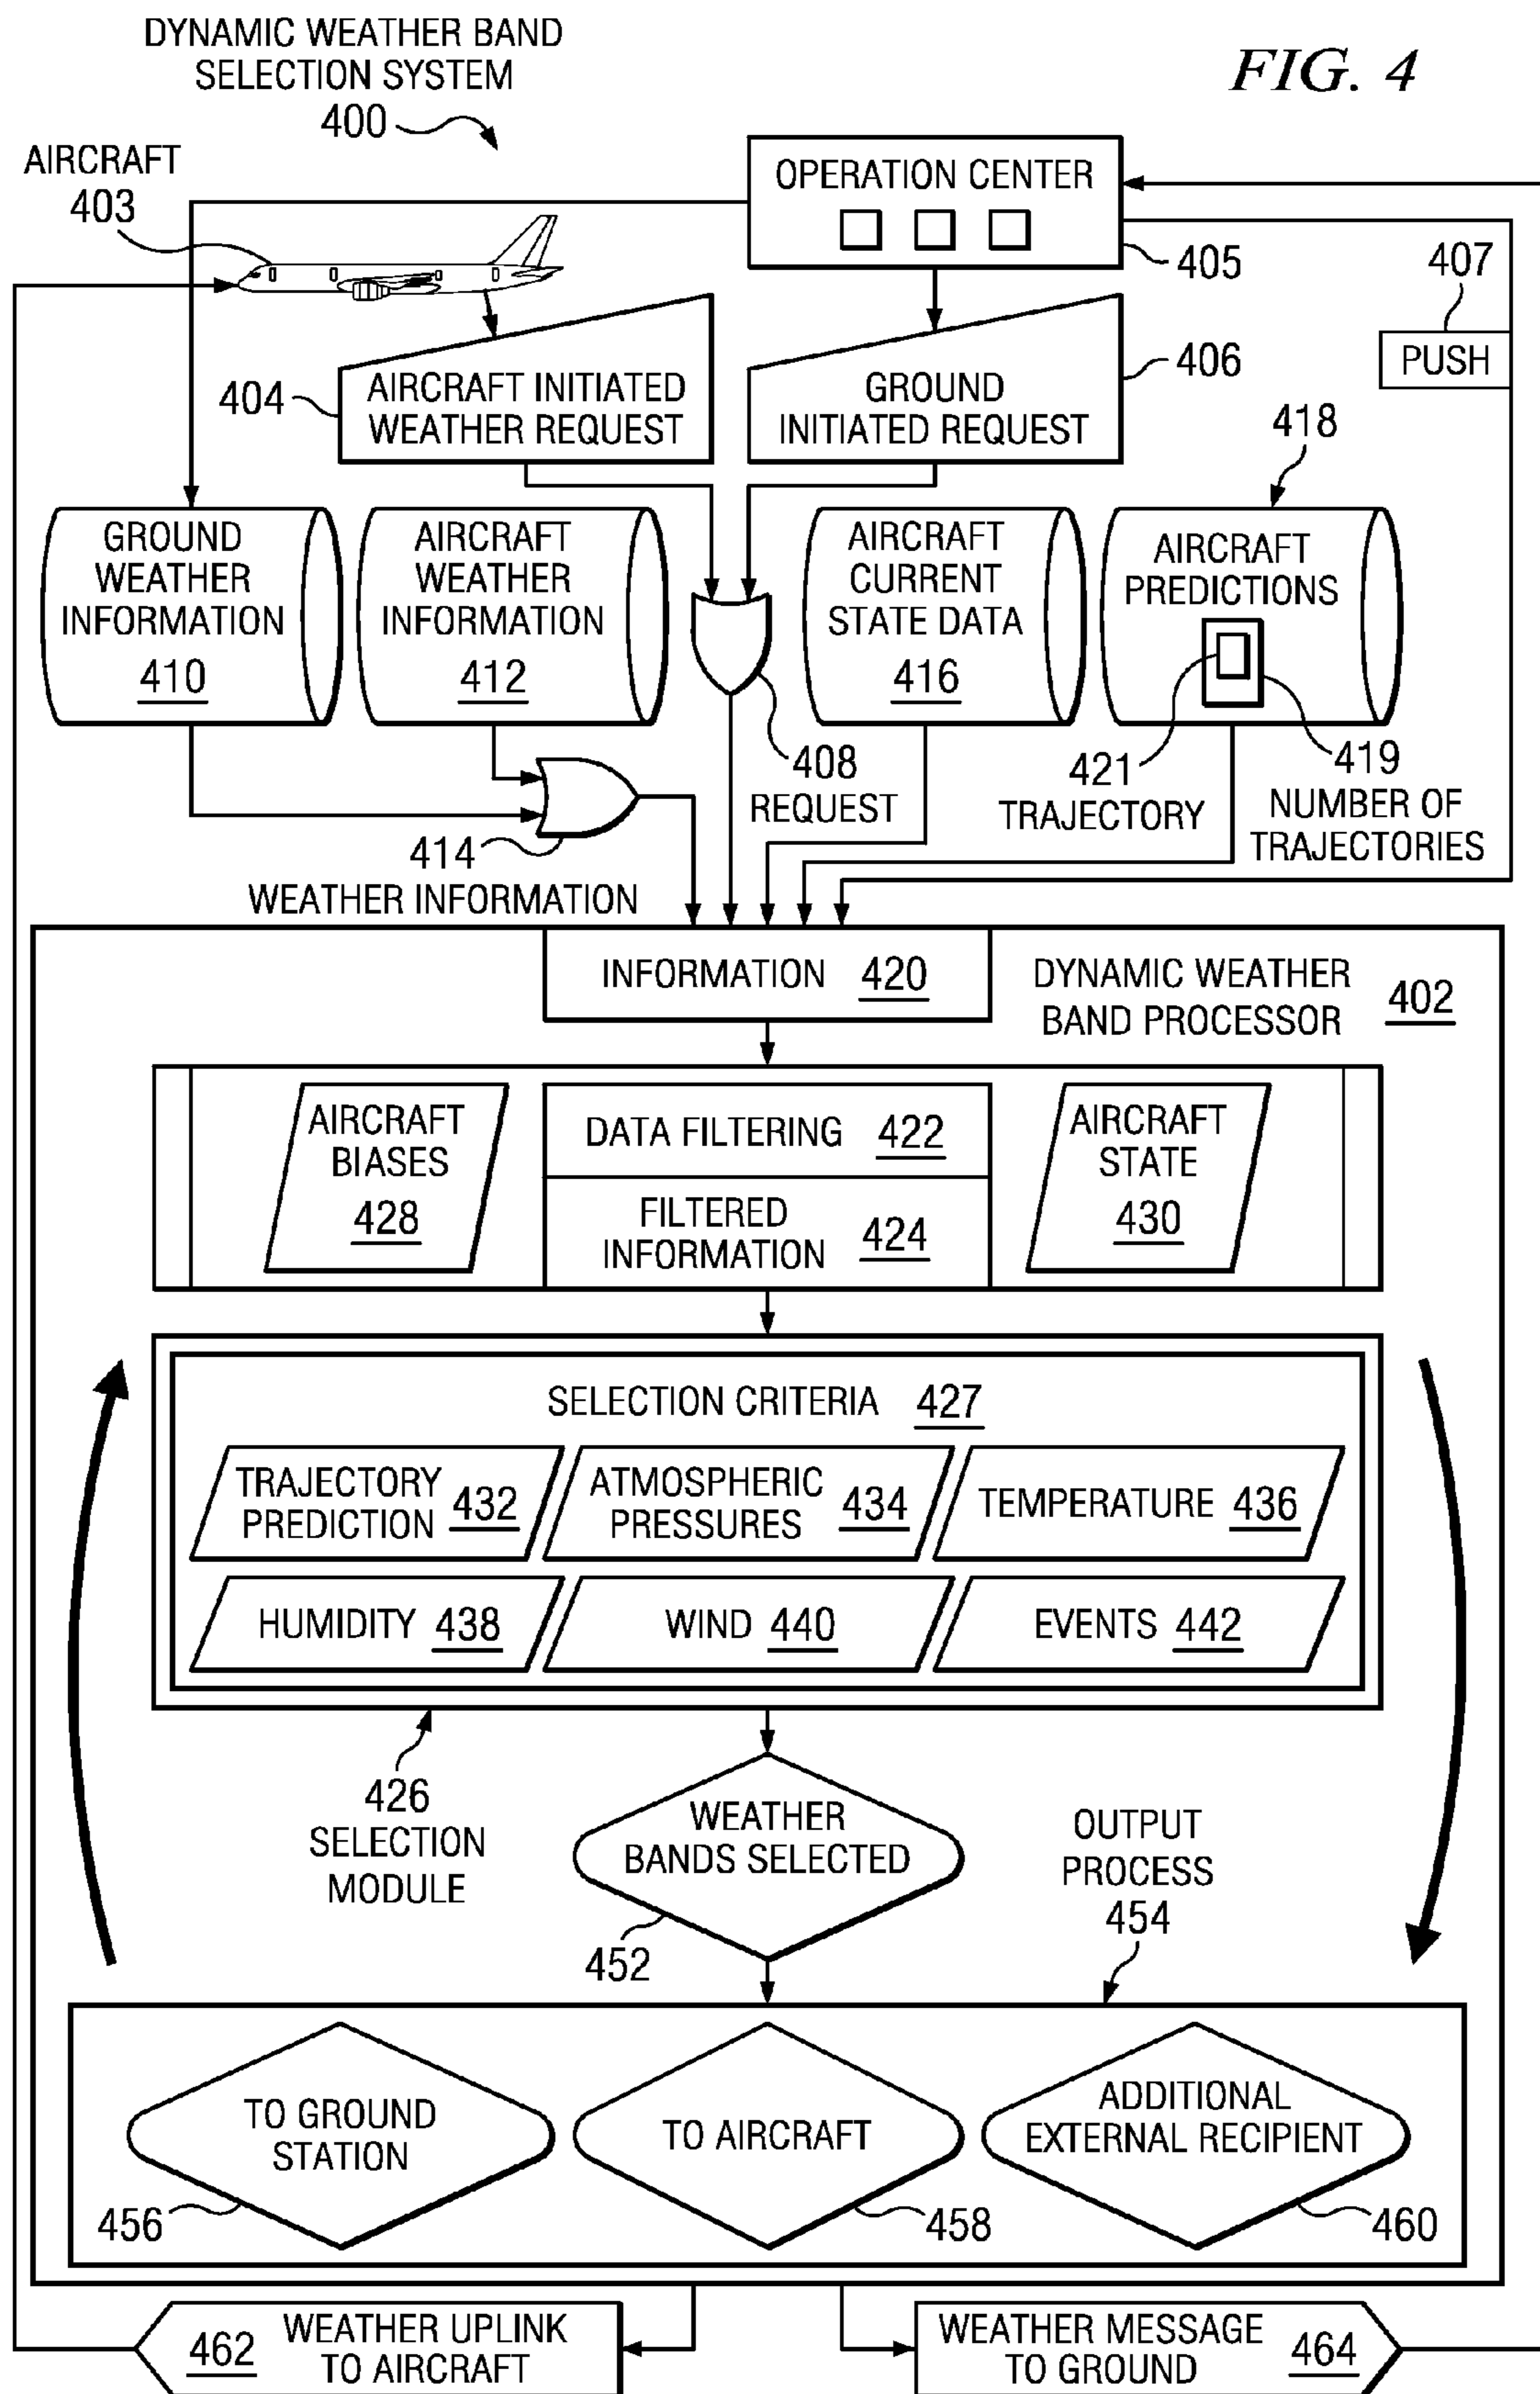 DYNAMIC WEATHER BAND
SELECTION SYSTEM
400
FIG. 4
AIRCRAFT
403
OPERATION CENTER
405
407
PUSH
404
AIRCRAFT INITIATED
WEATHER REQUEST
GROUND
INITIATED REQUEST
406
418
GROUND
WEATHER
INFORMATION
410
AIRCRAFT
WEATHER
INFORMATION
412
AIRCRAFT
CURRENT
STATE DATA
416
AIRCRAFT
PREDICTIONS
408
REQUEST
421
TRAJECTORY
419
NUMBER OF
TRAJECTORIES
414
WEATHER INFORMATION
INFORMATION 420
DYNAMIC WEATHER
BAND PROCESSOR 402
AIRCRAFT
BIASES
428
DATA FILTERING 422
FILTERED
INFORMATION 424
AIRCRAFT
STATE
430
SELECTION CRITERIA 427
TRAJECTORY
PREDICTION 432
ATMOSPHERIC
PRESSURES 434
TEMPERATURE 436
HUMIDITY 438
WIND 440
EVENTS 442
426
SELECTION
MODULE
WEATHER
BANDS SELECTED
452
OUTPUT
PROCESS
454
TO GROUND
STATION
456
TO AIRCRAFT
458
ADDITIONAL
EXTERNAL RECIPIENT
460
462 WEATHER UPLINK
TO AIRCRAFT
WEATHER MESSAGE
TO GROUND 464